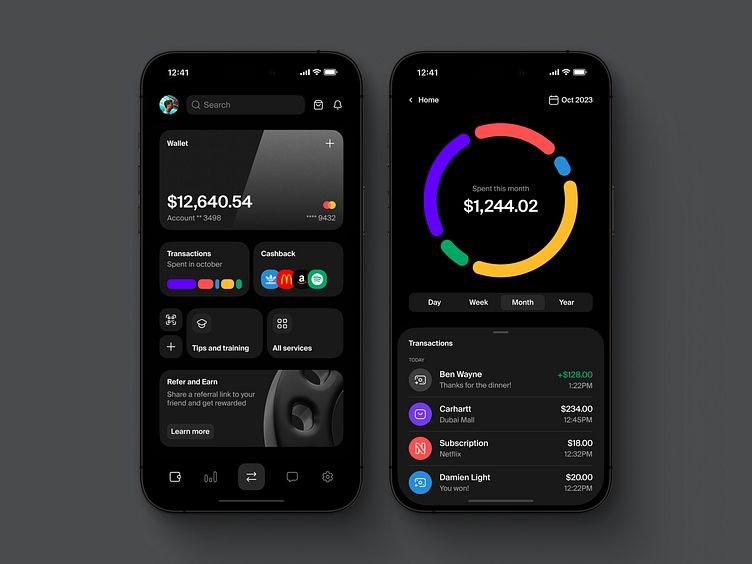 12:41
Search
Wallet
$12,640.54
Account ** 3498
**** 9432
Transactions
Spent in october
Cashback
Tips and training
All services
Refer and Earn
Share a referral link to your
friend and get rewarded
Learn more
12:41
Home
Oct 2023
Spent this month
$1,244.02
Day
Week
Month
Year
Transactions
TODAY
Ben Wayne
+$128.00
Thanks for the dinner!
1:22PM
Carhartt
$234.00
Dubai Mall
12:45PM
Subscription
$18.00
Netflix
12:32PM
Damien Light
$20.00
You won!
12:22PM